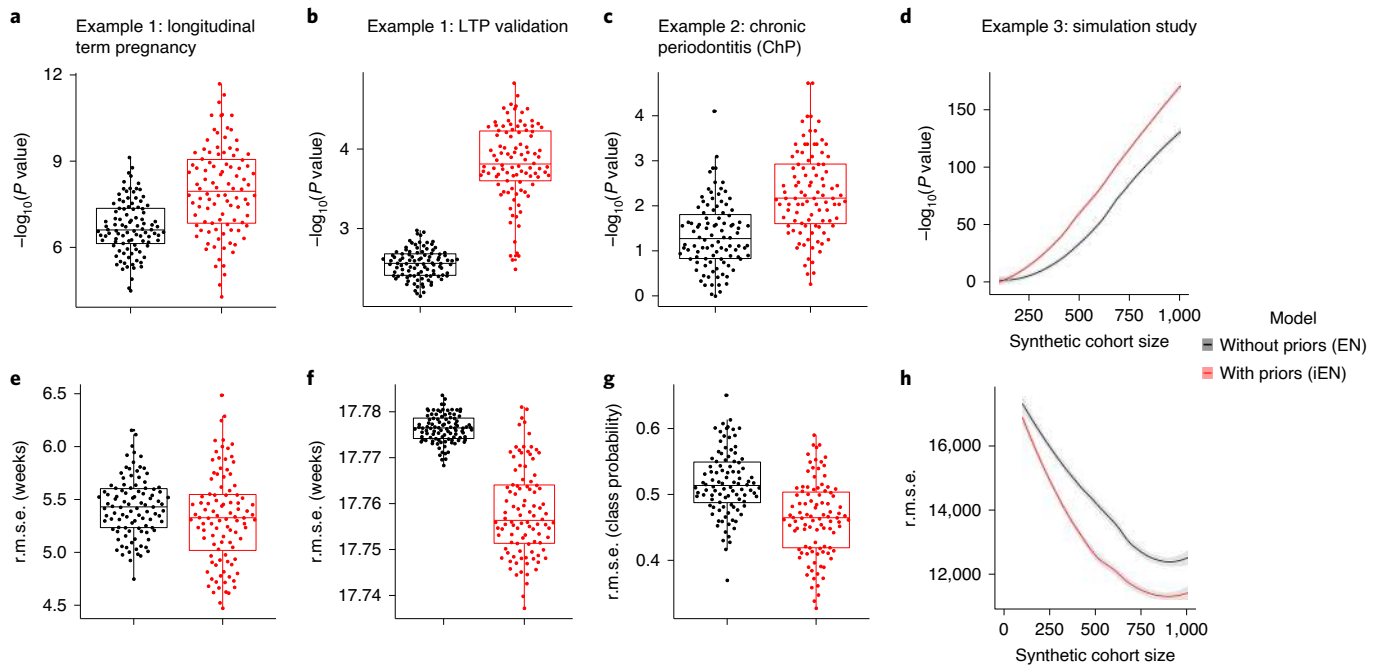 a
Example 1: longitudinal
term pregnancy
b
Example 1: LTP validation
c
Example 2: chronic
periodontitis (ChP)
d
Example 3: simulation study
−log10(P value)
12
9
6
−log10(P value)
4
3
−log10(P value)
4
3
2
1
0
−log10(P value)
150
100
50
0
250
500
750
1,000
Synthetic cohort size
Model
Without priors (EN)
With priors (iEN)
e
r.m.s.e. (weeks)
6.5
6.0
5.5
5.0
4.5
f
r.m.s.e. (weeks)
17.78
17.77
17.76
17.75
17.74
g
r.m.s.e. (class probability)
0.6
0.5
0.4
h
r.m.s.e.
16,000
14,000
12,000
0
250
500
750
1,000
Synthetic cohort size